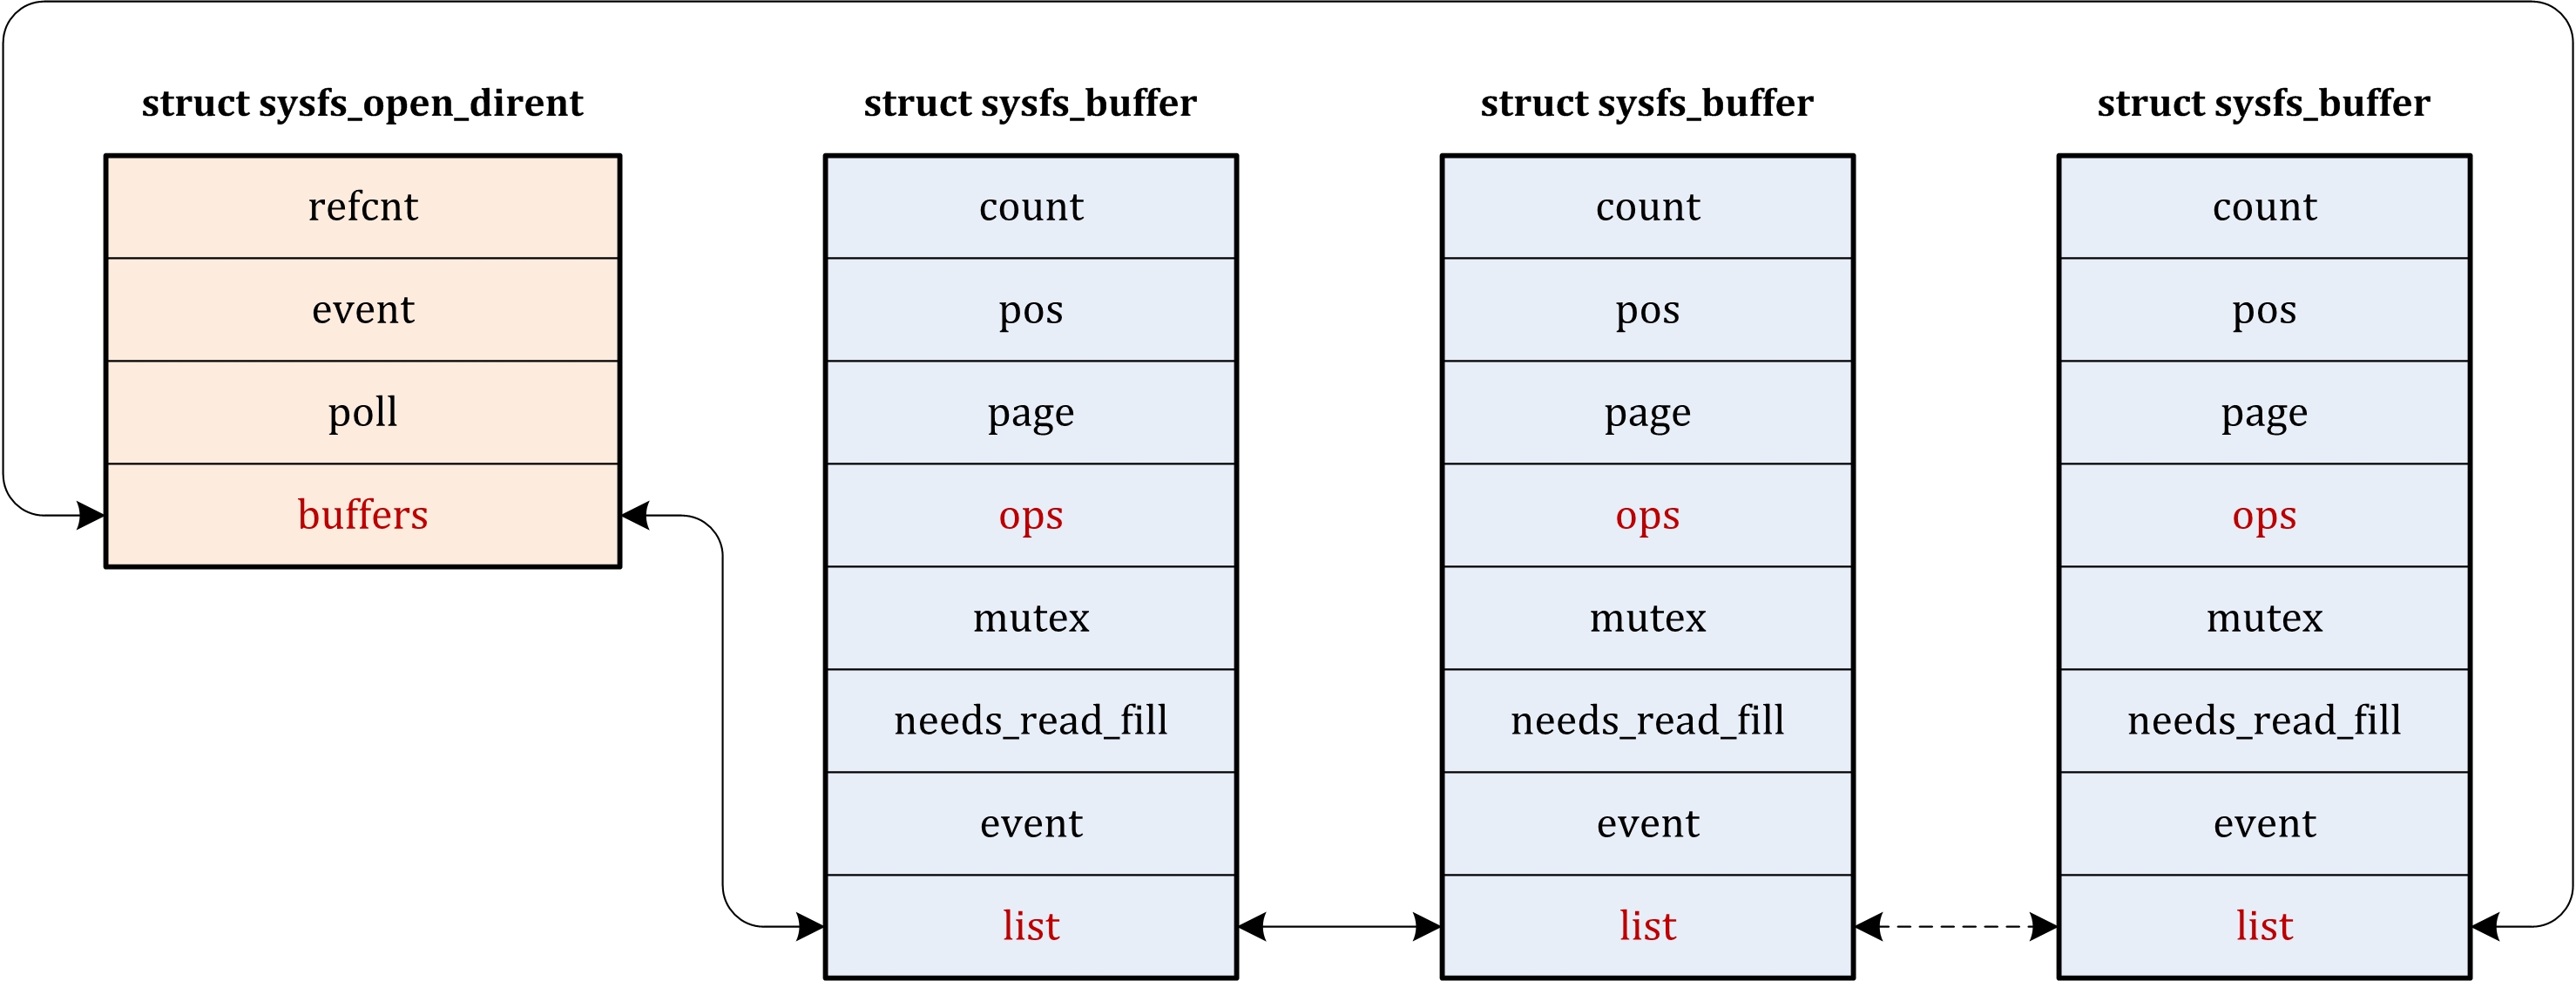 struct sysfs_open_dirent
refcnt
event
poll
buffers
struct sysfs_buffer
count
pos
page
ops
mutex
needs_read_fill
event
list
struct sysfs_buffer
count
pos
page
ops
mutex
needs_read_fill
event
list
struct sysfs_buffer
count
pos
page
ops
mutex
needs_read_fill
event
list